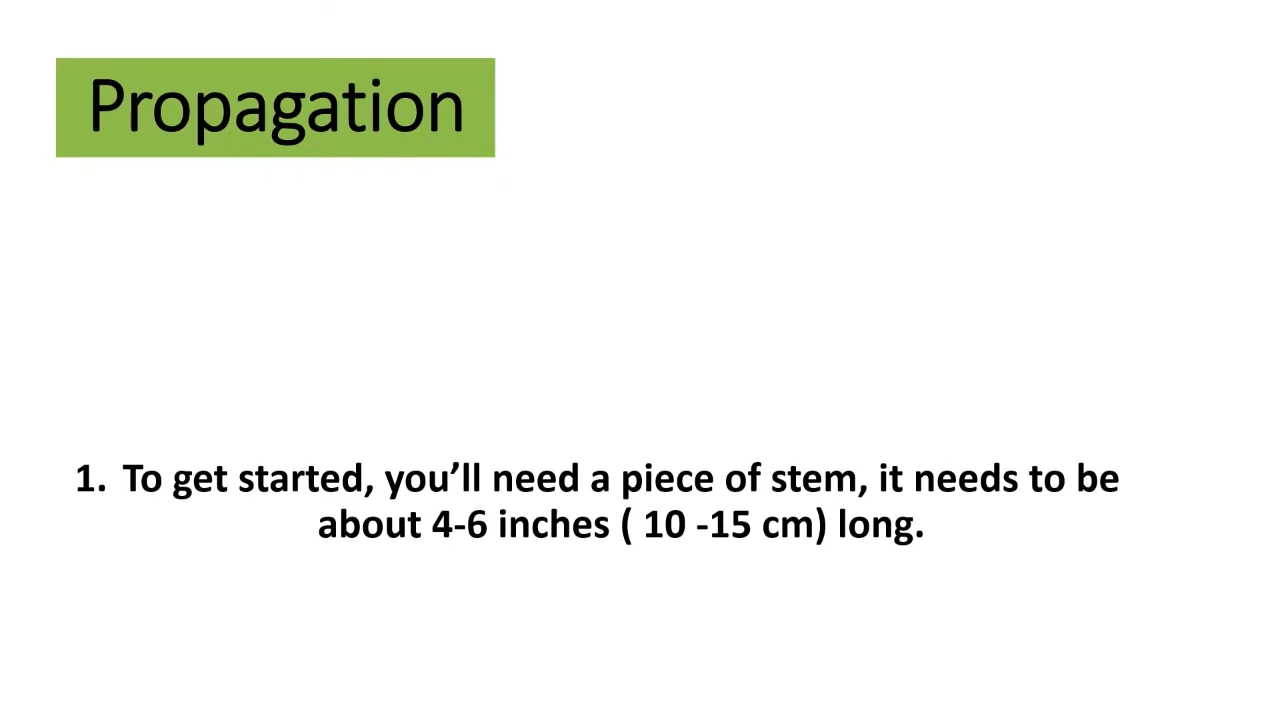 Propagation
1. To get started, you’ll need a piece of stem, it needs to be
about 4-6 inches ( 10 -15 cm) long.